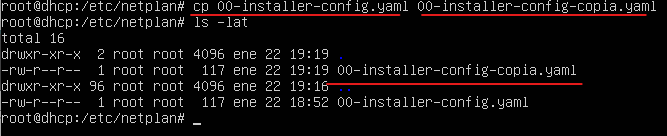 root@dhcp:/etc/netplan# cp 00-installer-config.yaml 00-installer-config-copia.yaml
root@dhcp:/etc/netplan# ls -lat
total 16
drwxr-xr-x  2 root root 4096 ene 22 19:19 .
-rw-r--r--  1 root root  117 ene 22 19:19 00-installer-config-copia.yaml
drwxr-xr-x 96 root root 4096 ene 22 19:16 ..
-rw-r--r--  1 root root  117 ene 22 18:52 00-installer-config.yaml
root@dhcp:/etc/netplan# _